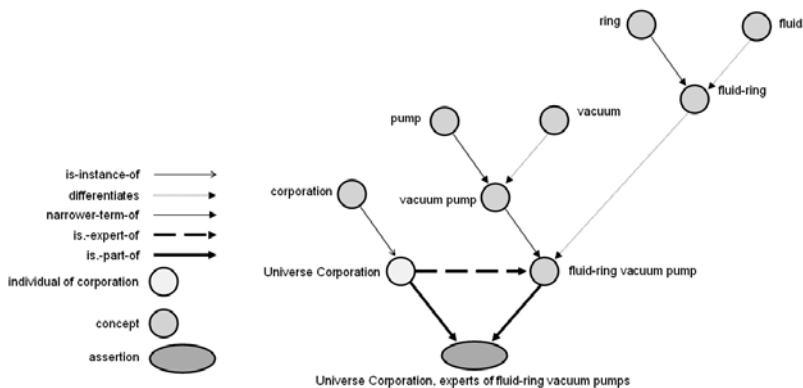 ring
fluid
fluid-ring
pump
vacuum
is-instance-of
differentiates
narrower-term-of
is.-expert-of
is.-part-of
individual of corporation
concept
assertion
corporation
vacuum pump
Universe Corporation
fluid-ring vacuum pump
Universe Corporation, experts of fluid-ring vacuum pumps